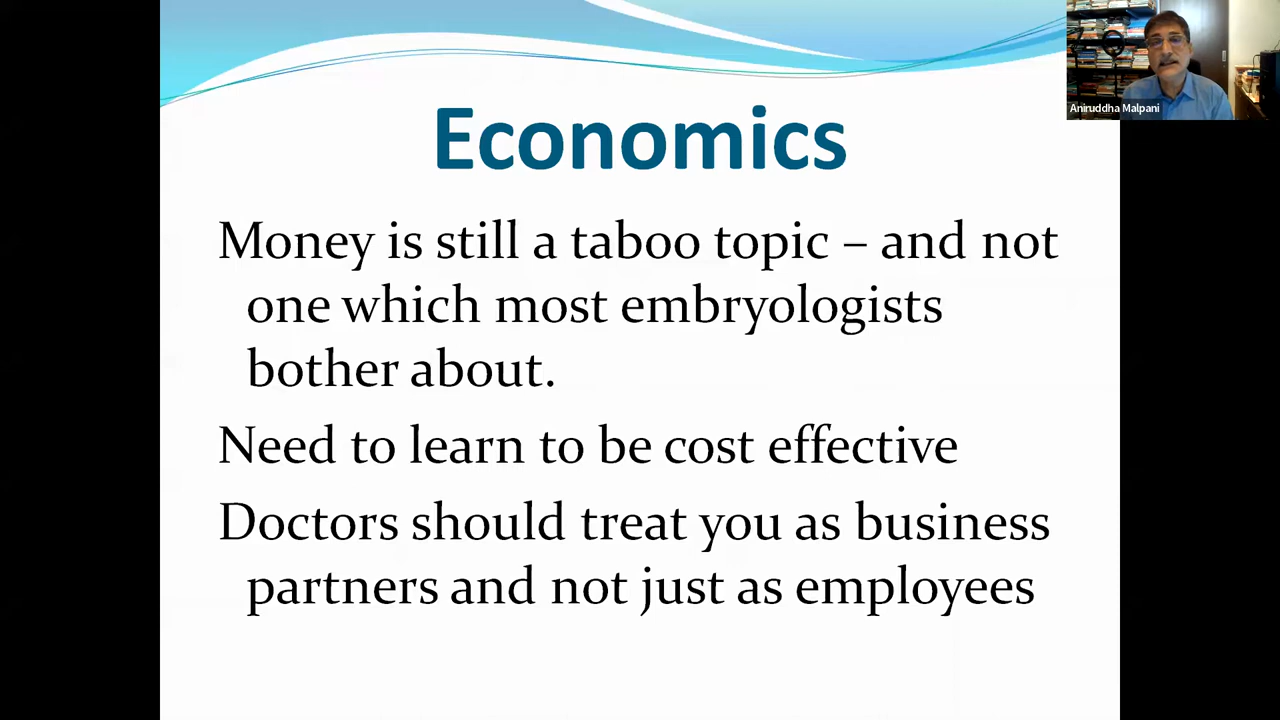 Aniruddha Malpani
Economics
Money is still a taboo topic – and not
one which most embryologists
bother about.
Need to learn to be cost effective
Doctors should treat you as business
partners and not just as employees